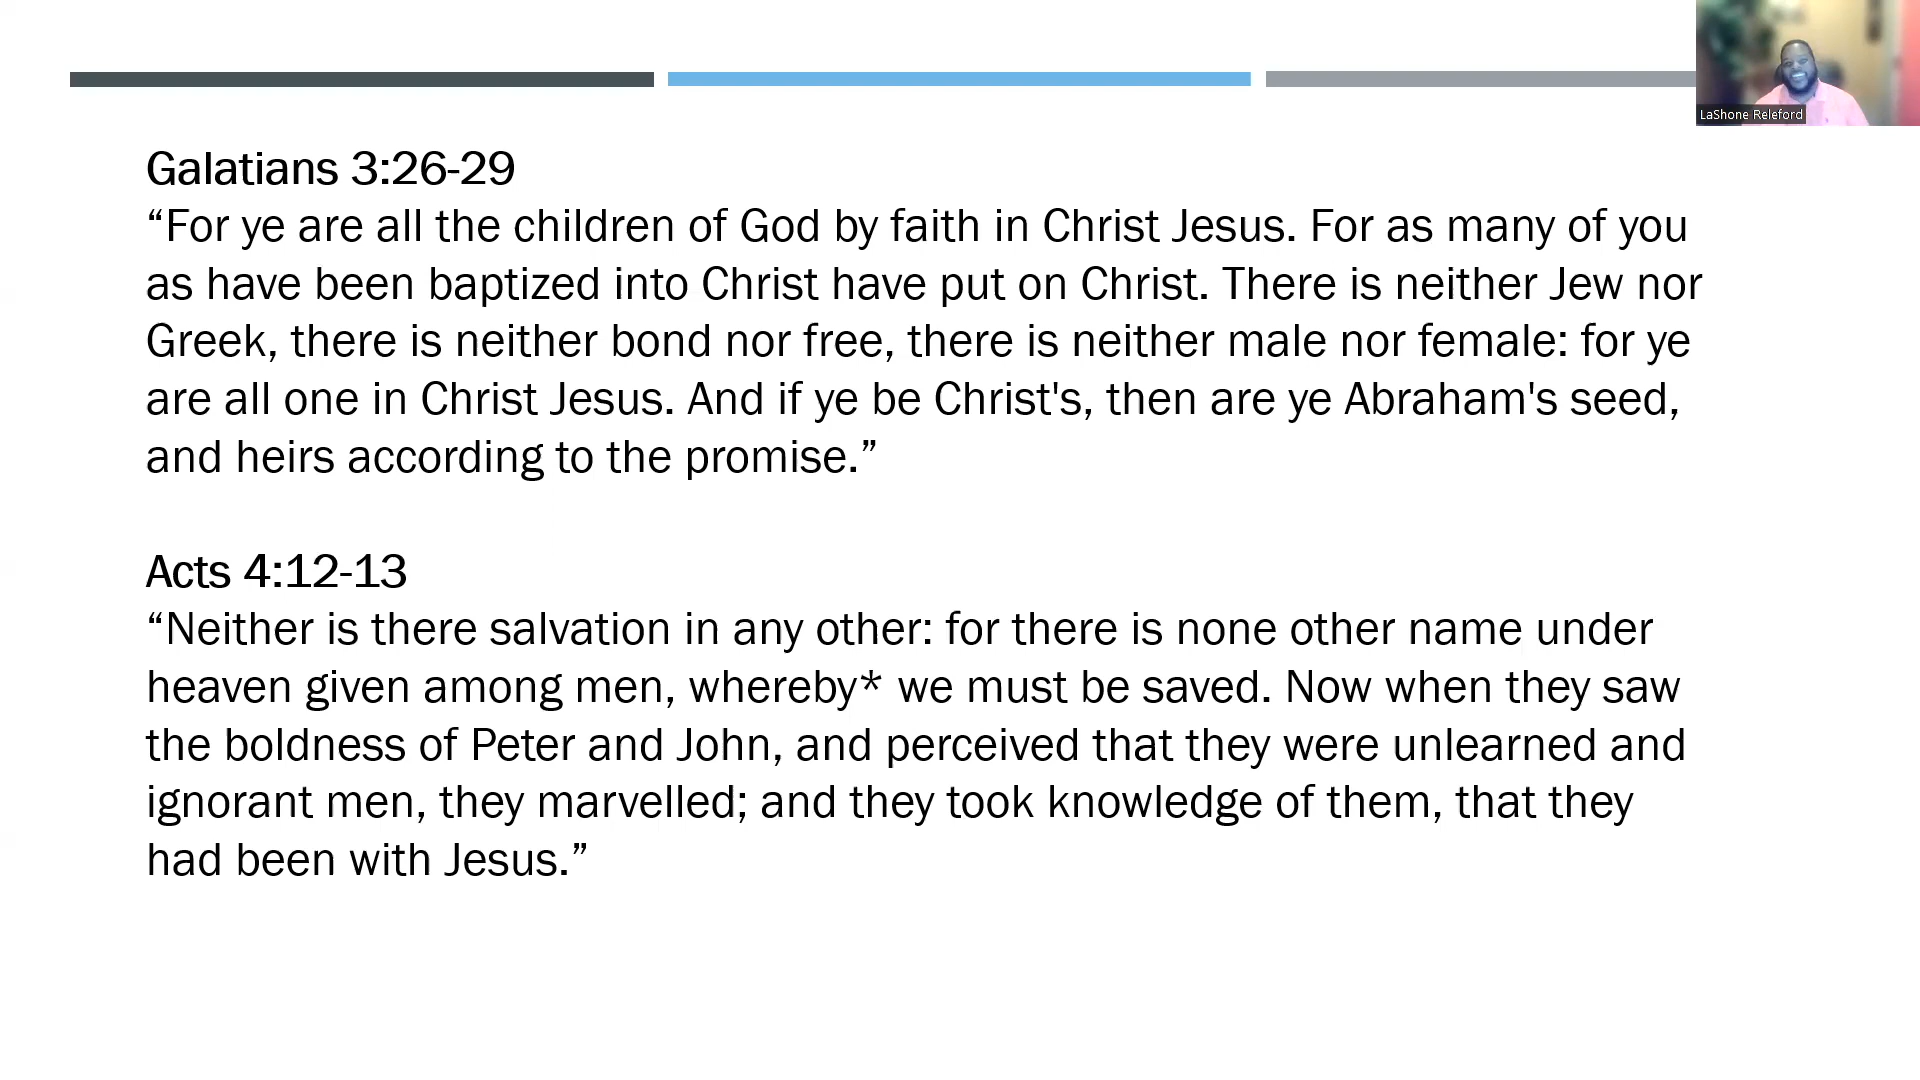 LaShone Releford
Galatians 3:26-29
“For ye are all the children of God by faith in Christ Jesus. For as many of you
as have been baptized into Christ have put on Christ. There is neither Jew nor
Greek, there is neither bond nor free, there is neither male nor female: for ye
are all one in Christ Jesus. And if ye be Christ's, then are ye Abraham's seed,
and heirs according to the promise.”
Acts 4:12-13
“Neither is there salvation in any other: for there is none other name under
heaven given among men, whereby* we must be saved. Now when they saw
the boldness of Peter and John, and perceived that they were unlearned and
ignorant men, they marvelled; and they took knowledge of them, that they
had been with Jesus.”